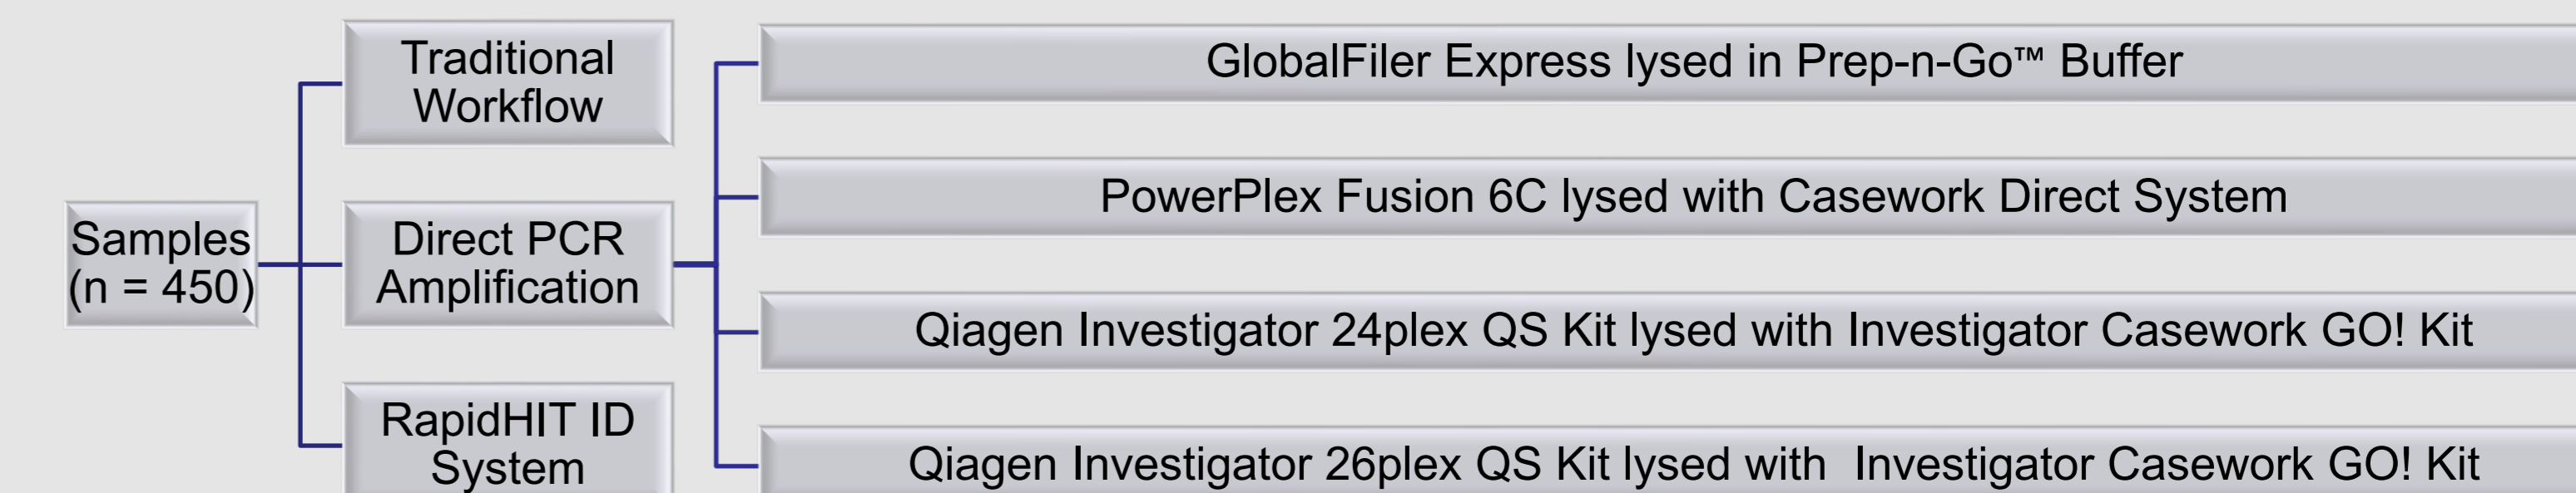 Samples
(n = 450)
Traditional
Workflow
Direct PCR
Amplification
RapidHIT ID
System
GlobalFiler Express lysed in Prep-n-Go™ Buffer
PowerPlex Fusion 6C lysed with Casework Direct System
Qiagen Investigator 24plex QS Kit lysed with Investigator Casework GO! Kit
Qiagen Investigator 26plex QS Kit lysed with  Investigator Casework GO! Kit